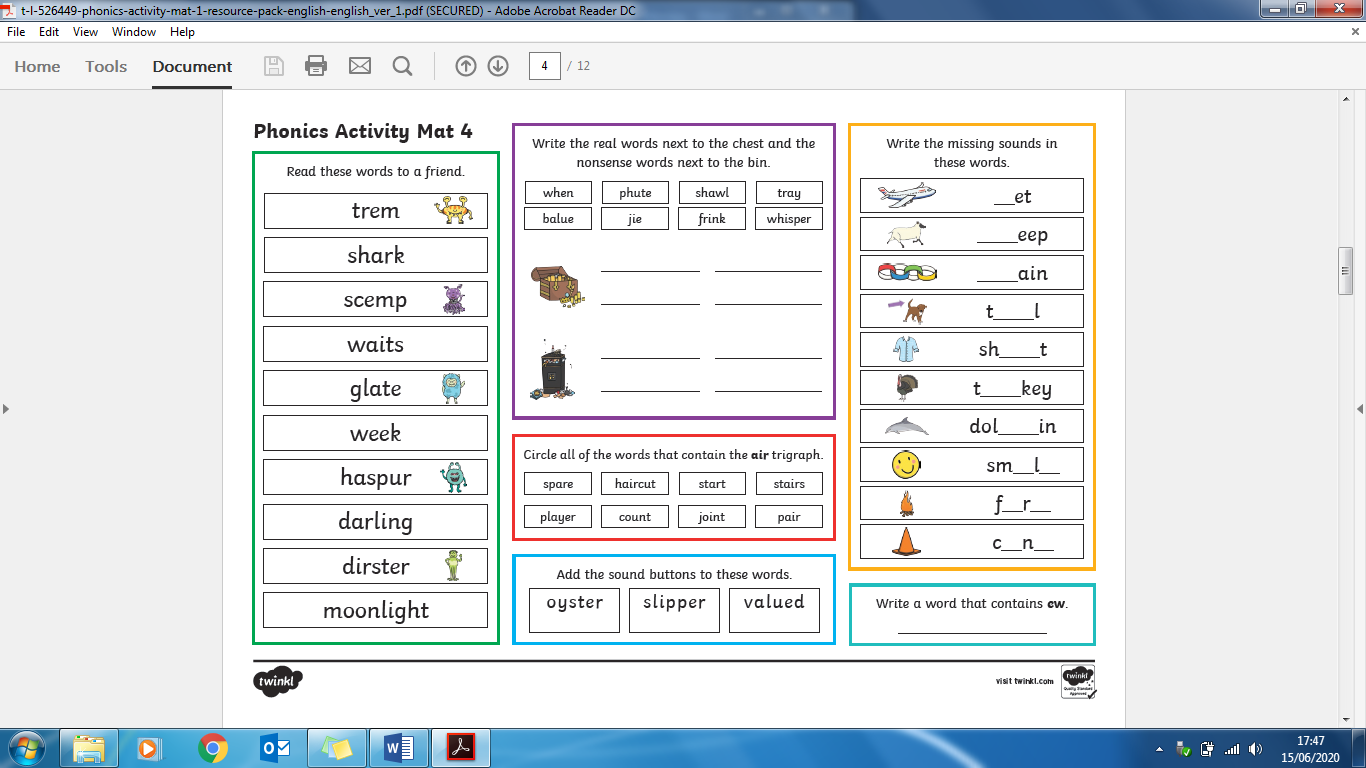 t-l-526449-phonics-activity-mat-1-resource-pack-english-english_ver_1.pdf (SECURED) - Adobe Acrobat Reader DC
File Edit View Window Help
Home Tools Document 4 / 12
Phonics Activity Mat 4
Read these words to a friend.
trem
shark
scemp
waits
glate
week
haspur
darling
dirster
moonlight
Write the real words next to the chest and the
nonsense words next to the bin.
when phute shawl tray
balue jie frink whisper
Circle all of the words that contain the air trigraph.
spare haircut start stairs
player count joint pair
Add the sound buttons to these words.
oyster slipper valued
Write the missing sounds in
these words.
__et
____eep
____ain
t____l
sh____t
t____key
dol____in
sm__l__
f__r__
c__n__
Write a word that contains ew.
twinkl
visit twinkl.com
twinkl
Quality Standard
Approved
17:47
15/06/2020